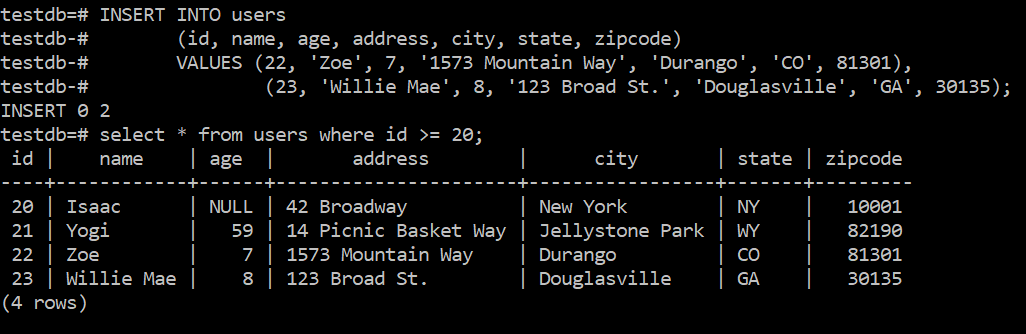 testdb=# INSERT INTO users
testdb-#        (id, name, age, address, city, state, zipcode)
testdb-#        VALUES (22, 'Zoe', 7, '1573 Mountain Way', 'Durango', 'CO', 81301),
testdb-#               (23, 'Willie Mae', 8, '123 Broad St.', 'Douglasville', 'GA', 30135);
INSERT 0 2
testdb=# select * from users where id >= 20;
 id |    name    | age  |       address        |      city       | state | zipcode
----+------------+------+----------------------+-----------------+-------+---------
 20 | Isaac      | NULL | 42 Broadway          | New York        | NY    |   10001
 21 | Yogi       |   59 | 14 Picnic Basket Way | Jellystone Park | WY    |   82190
 22 | Zoe        |    7 | 1573 Mountain Way    | Durango         | CO    |   81301
 23 | Willie Mae |    8 | 123 Broad St.        | Douglasville    | GA    |   30135
(4 rows)